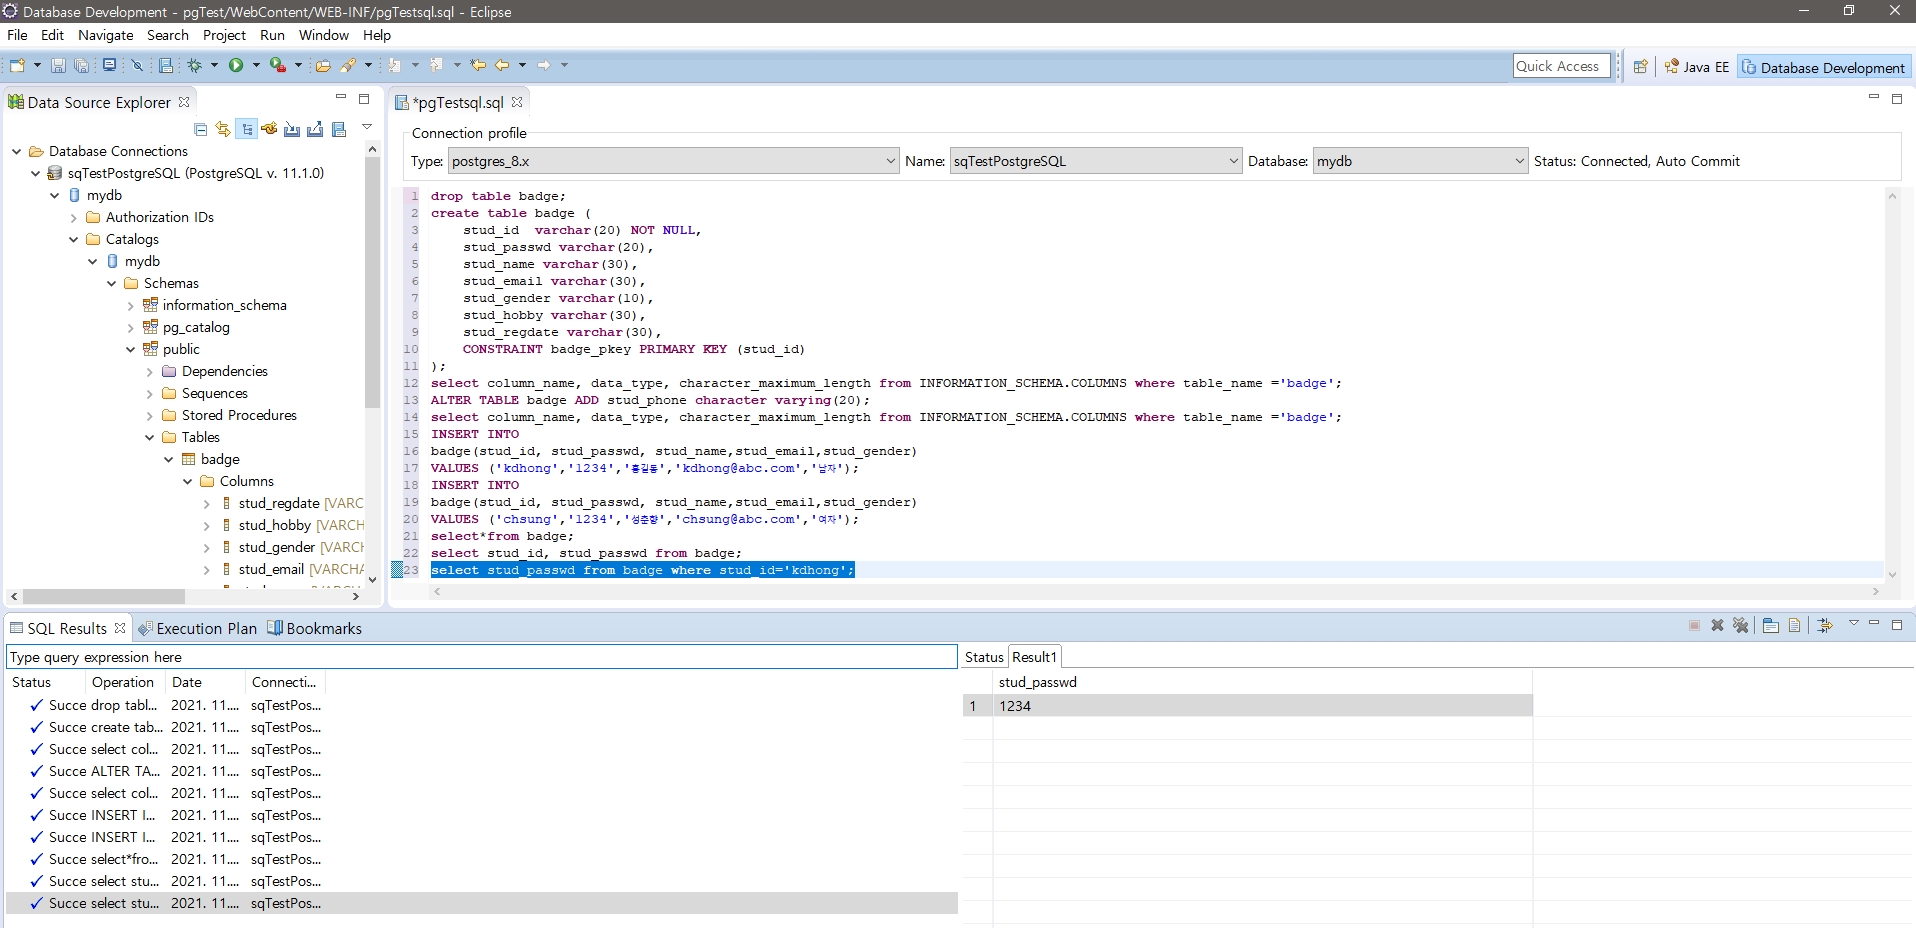 Database Development - pgTest/WebContent/WEB-INF/pgTestsql.sql - Eclipse
File Edit Navigate Search Project Run Window Help
Quick Access Java EE Database Development
Data Source Explorer
Database Connections
sqTestPostgreSQL (PostgreSQL v. 11.1.0)
mydb
Authorization IDs
Catalogs
mydb
Schemas
information_schema
pg_catalog
public
Dependencies
Sequences
Stored Procedures
Tables
badge
Columns
stud_regdate [VARC
stud_hobby [VARCH
stud_gender [VARCH
stud_email [VARCHA
*pgTestsql.sql
Connection profile
Type: postgres_8.x Name: sqTestPostgreSQL Database: mydb Status: Connected, Auto Commit
1 drop table badge;
2 create table badge (
3 stud_id  varchar(20) NOT NULL,
4 stud_passwd varchar(20),
5 stud_name varchar(30),
6 stud_email varchar(30),
7 stud_gender varchar(10),
8 stud_hobby varchar(30),
9 stud_regdate varchar(30),
10 CONSTRAINT badge_pkey PRIMARY KEY (stud_id)
11 );
12 select column_name, data_type, character_maximum_length from INFORMATION_SCHEMA.COLUMNS where table_name ='badge';
13 ALTER TABLE badge ADD stud_phone character varying(20);
14 select column_name, data_type, character_maximum_length from INFORMATION_SCHEMA.COLUMNS where table_name ='badge';
15 INSERT INTO
16 badge(stud_id, stud_passwd, stud_name,stud_email,stud_gender)
17 VALUES ('kdhong','1234','홍길동','kdhong@abc.com','남자');
18 INSERT INTO
19 badge(stud_id, stud_passwd, stud_name,stud_email,stud_gender)
20 VALUES ('chsung','1234','성춘향','chsung@abc.com','여자');
21 select*from badge;
22 select stud_id, stud_passwd from badge;
23 select stud_passwd from badge where stud_id='kdhong';
SQL Results Execution Plan Bookmarks
Type query expression here
Status Operation Date Connecti...
Succe drop tabl... 2021. 11.... sqTestPos...
Succe create tab... 2021. 11.... sqTestPos...
Succe select col... 2021. 11.... sqTestPos...
Succe ALTER TA... 2021. 11.... sqTestPos...
Succe select col... 2021. 11.... sqTestPos...
Succe INSERT I... 2021. 11.... sqTestPos...
Succe INSERT I... 2021. 11.... sqTestPos...
Succe select*fro... 2021. 11.... sqTestPos...
Succe select stu... 2021. 11.... sqTestPos...
Succe select stu... 2021. 11.... sqTestPos...
Status Result1
stud_passwd
1 1234